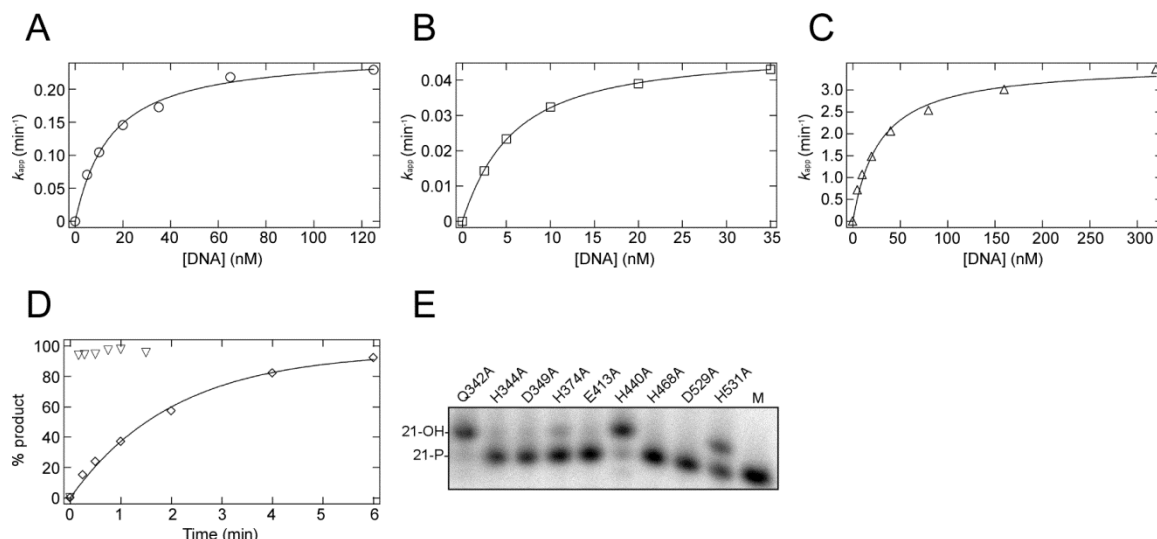 A
k_app (min⁻¹)
0.20
0.15
0.10
0.05
0
0 20 40 60 80 100 120
[DNA] (nM)
B
k_app (min⁻¹)
0.04
0.03
0.02
0.01
0
0 5 10 15 20 25 30 35
[DNA] (nM)
C
k_app (min⁻¹)
3.0
2.5
2.0
1.5
1.0
0.5
0
0 50 100 150 200 250 300
[DNA] (nM)
D
% product
100
80
60
40
20
0
0 1 2 3 4 5 6
Time (min)
E
Q342A H344A D349A H374A E413A H440A H468A D529A H531A M
21-OH
21-P